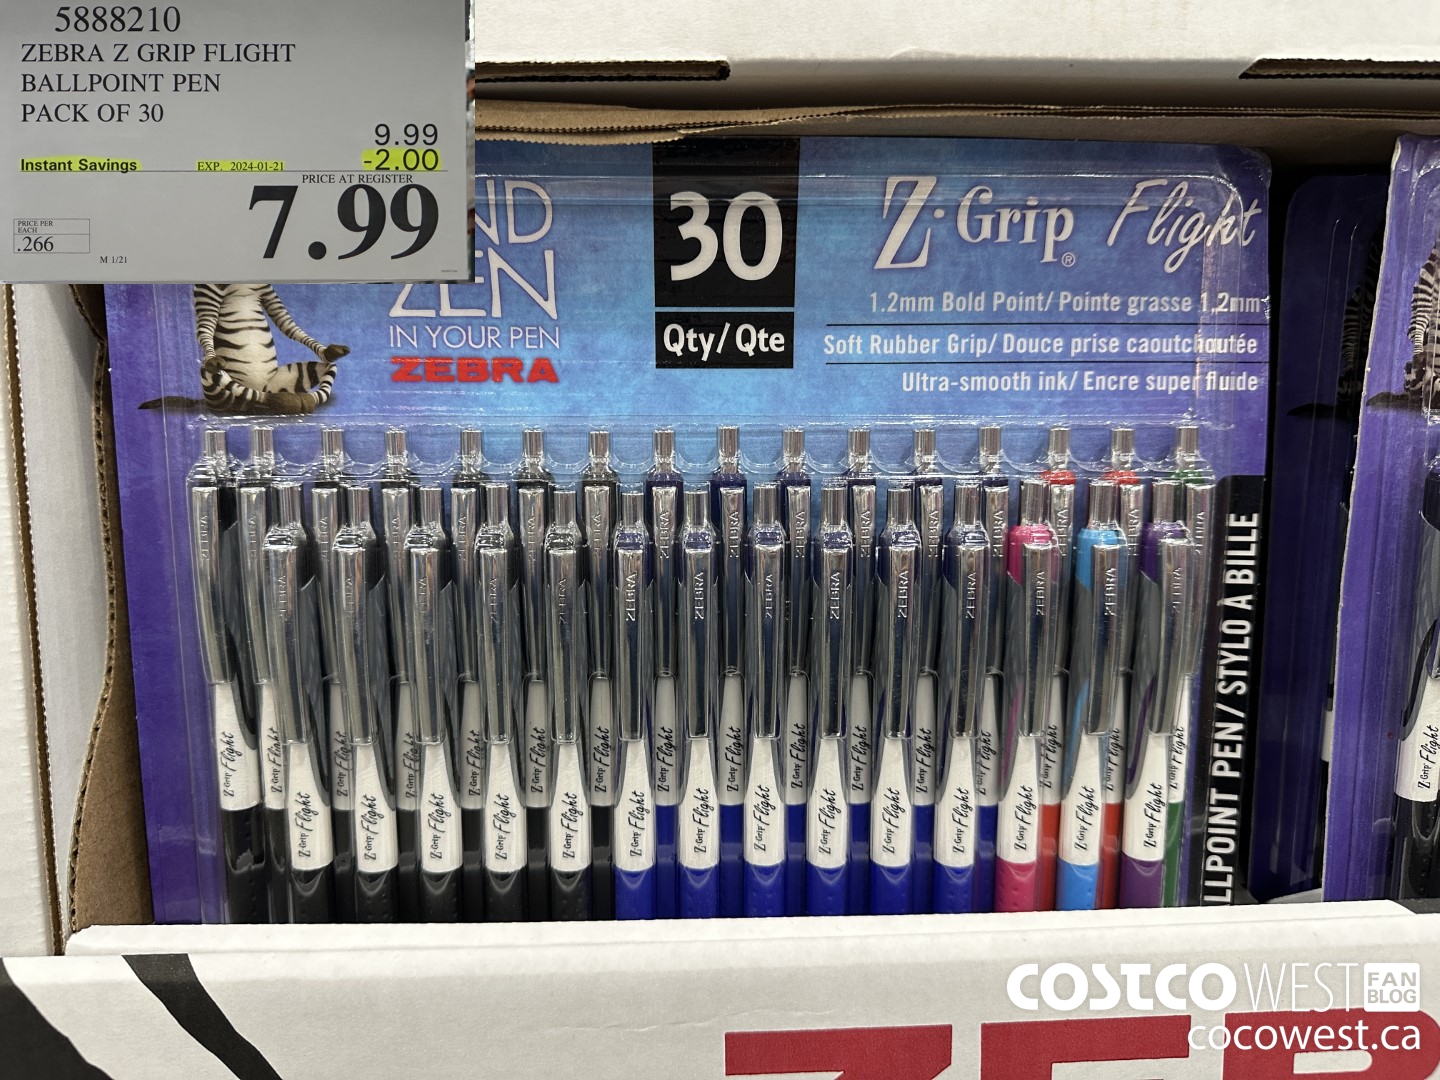 5888210
ZEBRA Z GRIP FLIGHT
BALLPOINT PEN
PACK OF 30
9.99
Instant Savings EXP. 2024-01-21 -2.00
PRICE AT REGISTER
7.99
PRICE PER
EACH
.266
M 1/21
ZEN
IN YOUR PEN
ZEBRA
30
Qty/Qte
Z·Grip® Flight
1.2mm Bold Point/Pointe grasse 1,2mm
Soft Rubber Grip/Douce prise caoutchoutée
Ultra-smooth ink/Encre super fluide
ZEBRA
Z-Grip Flight
LLPOINT PEN/STYLO À BILLE
COSTCO WEST FAN BLOG
cocowest.ca